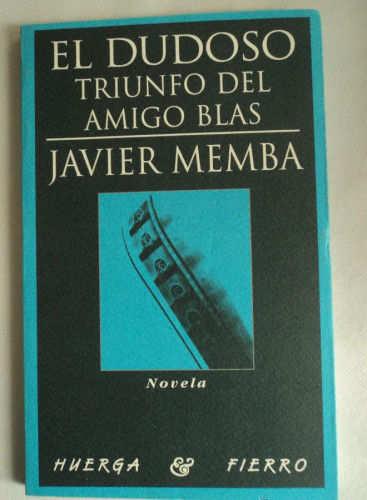 EL DUDOSO
TRIUNFO DEL
AMIGO BLAS
JAVIER MEMBA
Novela
HUERGA & FIERRO